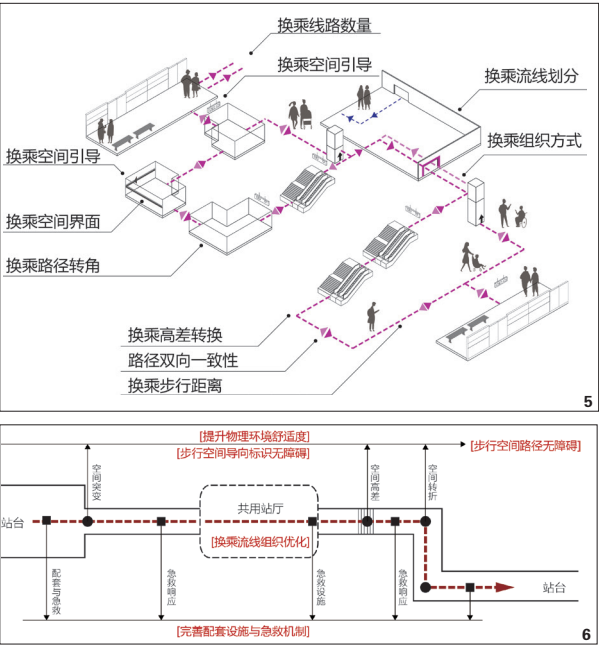 换乘线路数量
换乘空间引导
换乘流线划分
换乘组织方式
换乘空间引导
换乘空间界面
换乘路径转角
换乘高差转换
路径双向一致性
换乘步行距离
5
[提升物理环境舒适度]
[步行空间导向标识无障碍]
[步行空间路径无障碍]
空间突变
空间高差
空间转折
站台
共用站厅
[换乘流线组织优化]
配套与急救
急救响应
急救设施
急救响应
站台
[完善配套设施与急救机制]
6